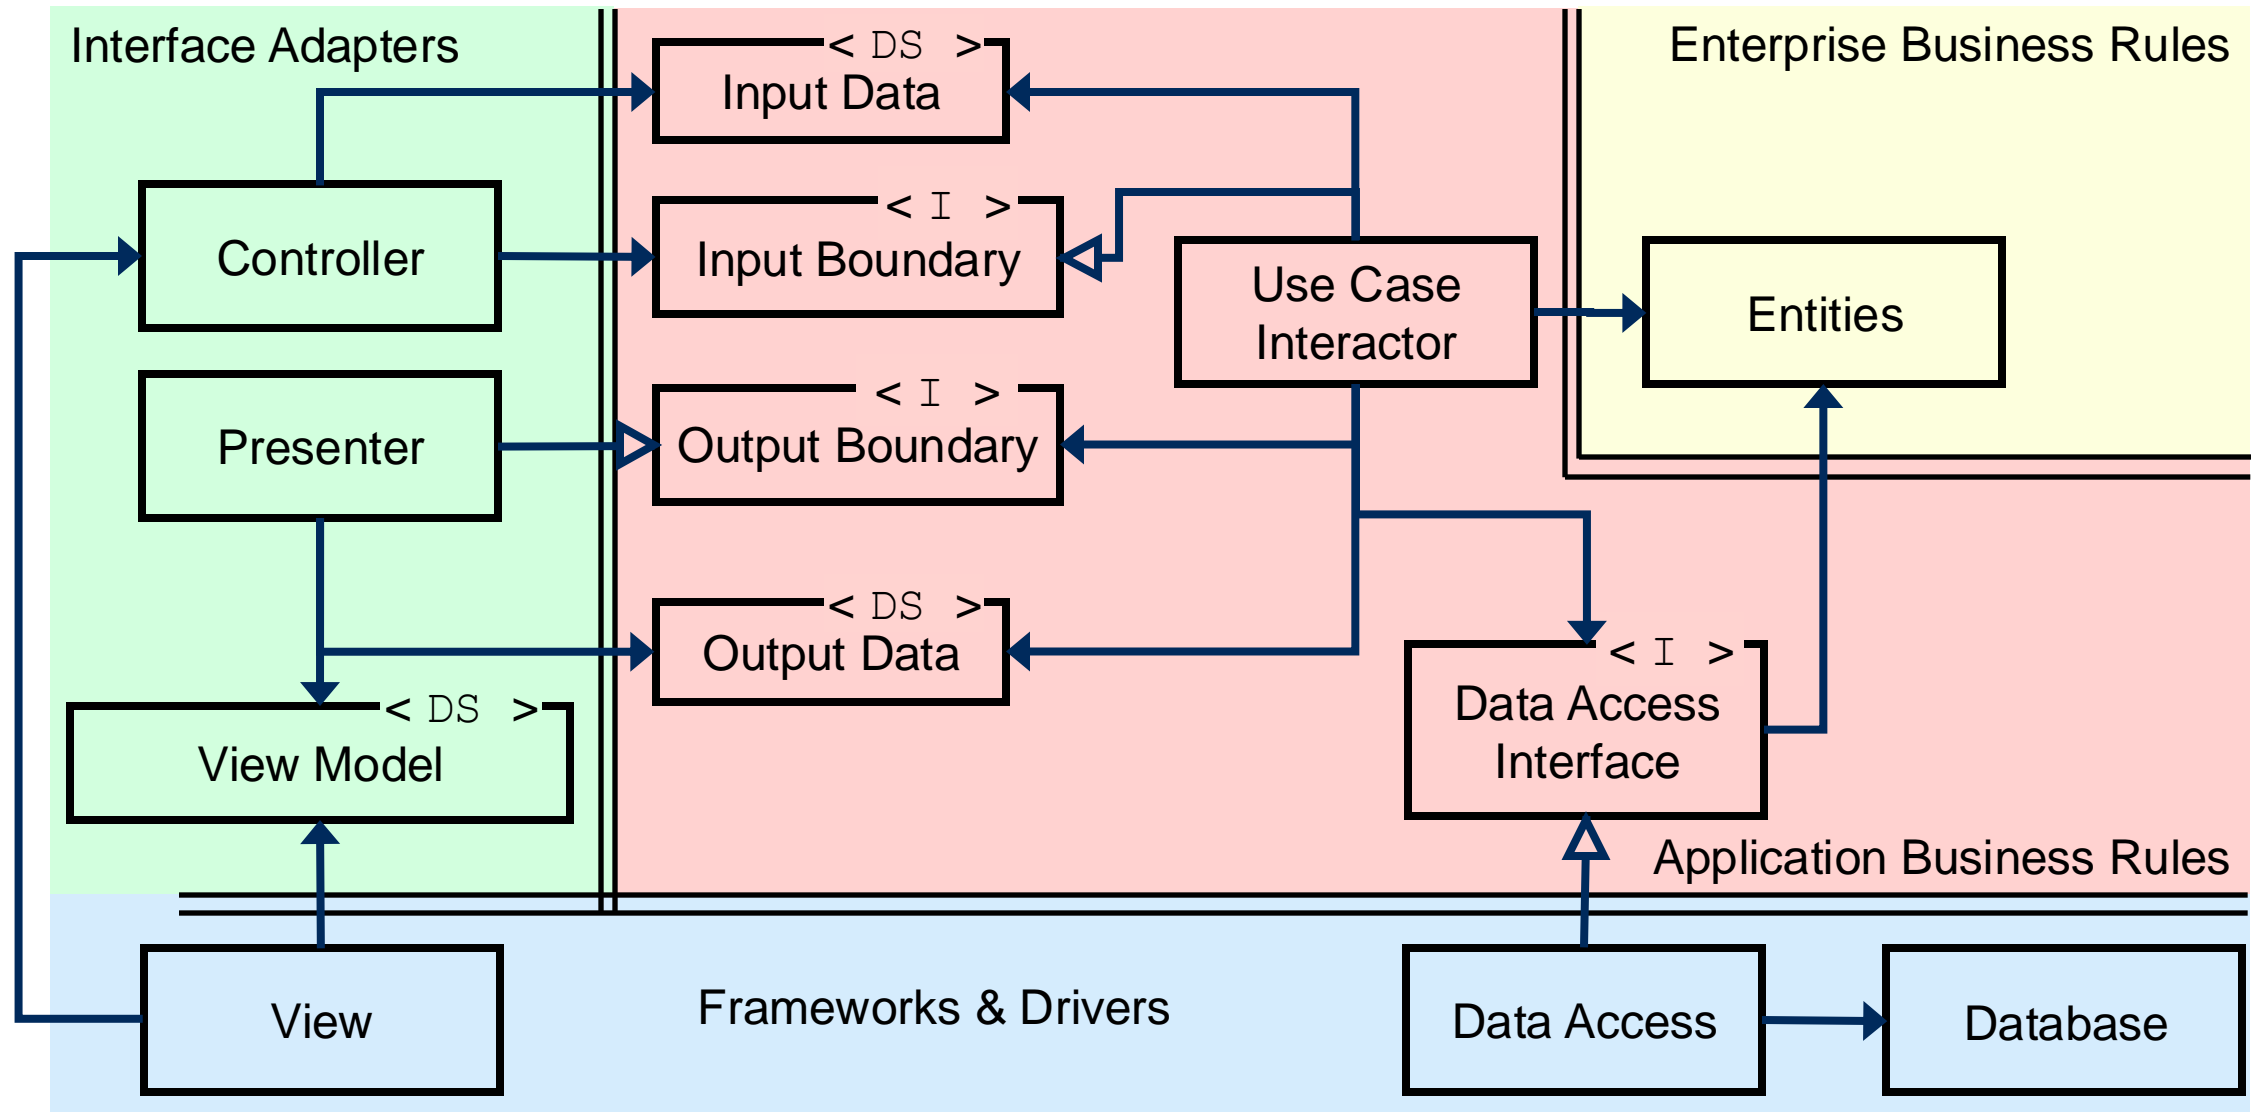 Interface Adapters
Enterprise Business Rules
< DS >
Input Data
< I >
Input Boundary
Controller
Use Case
Interactor
Entities
< I >
Output Boundary
Presenter
< DS >
Output Data
< I >
Data Access
Interface
< DS >
View Model
Application Business Rules
Frameworks & Drivers
View
Data Access
Database